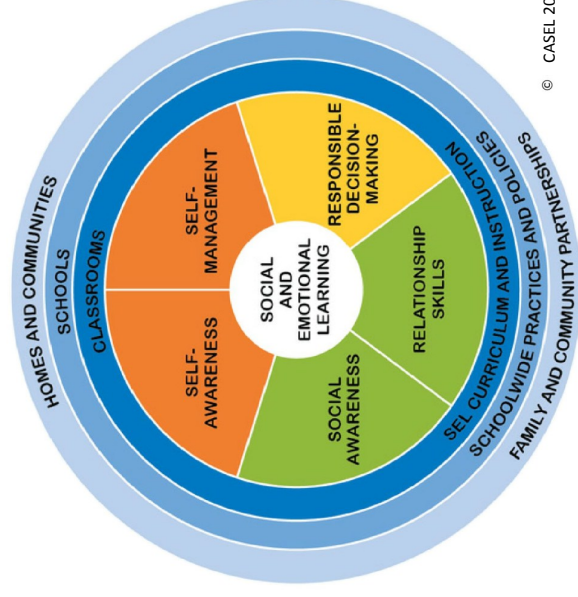 HOMES AND COMMUNITIES
SCHOOLS
CLASSROOMS
SELF-
AWARENESS
SELF-
MANAGEMENT
SOCIAL
AWARENESS
SOCIAL
AND
EMOTIONAL
LEARNING
RESPONSIBLE
DECISION-
MAKING
RELATIONSHIP
SKILLS
SEL CURRICULUM AND INSTRUCTION
SCHOOLWIDE PRACTICES AND POLICIES
FAMILY AND COMMUNITY PARTNERSHIPS
© CASEL